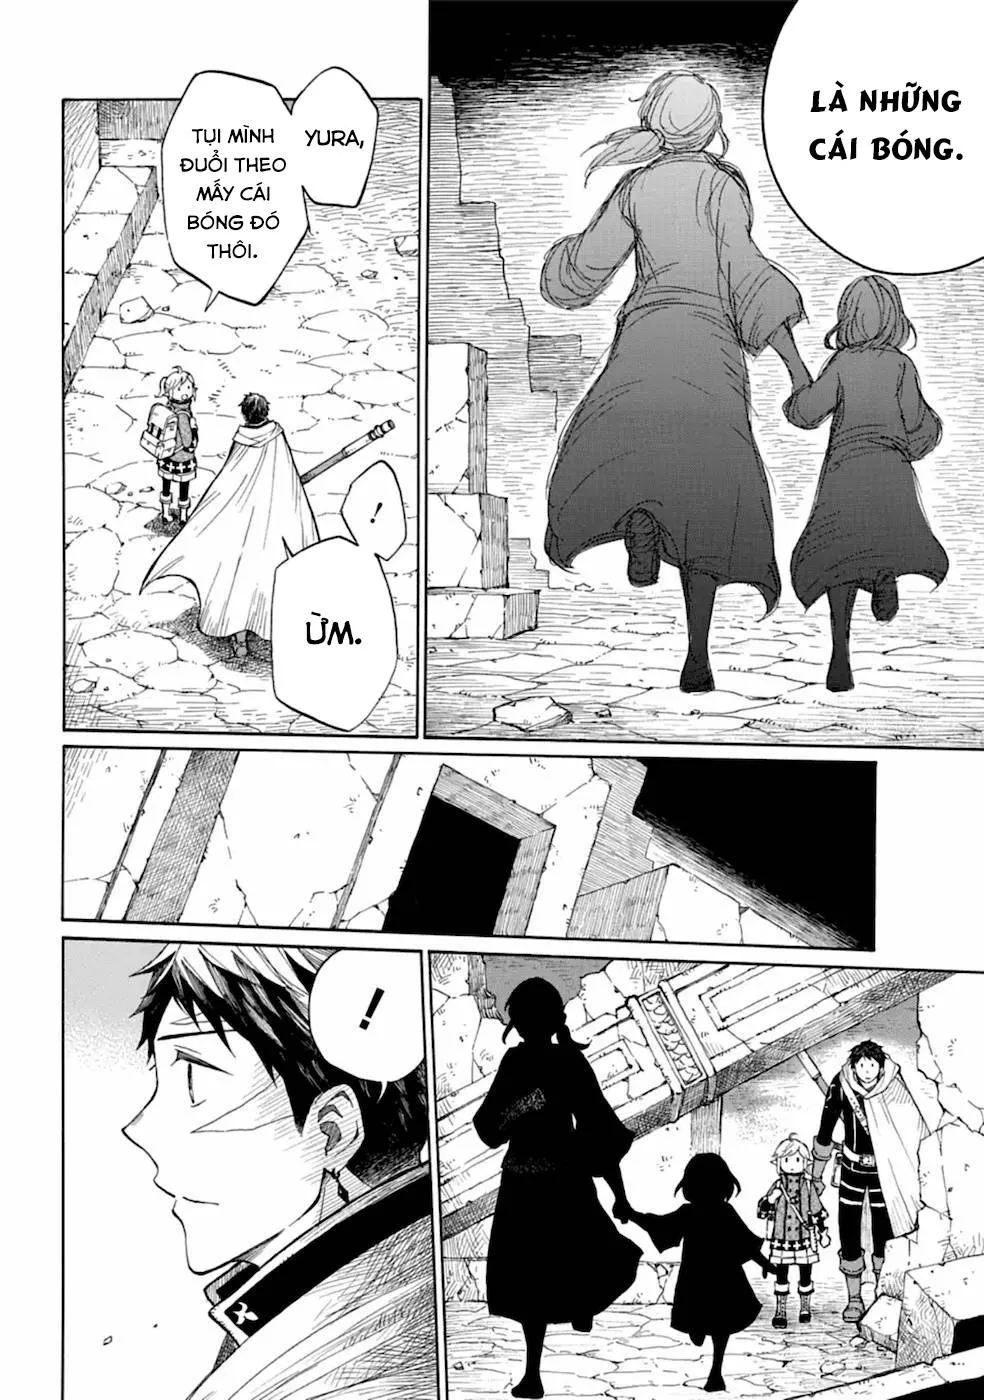 LÀ NHỮNG
CÁI BÓNG.
YURA,
TỤI MÌNH
ĐUỔI THEO
MẤY CÁI
BÓNG ĐÓ
THÔI.
!
ỪM.
!